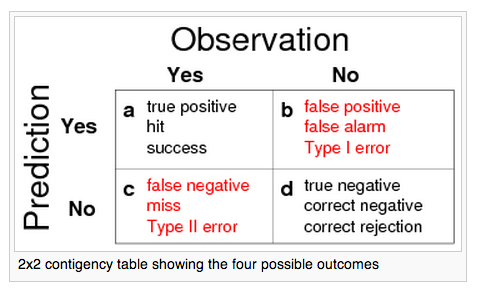 Observation
Yes No
Prediction
Yes
a true positive
hit
success
b false positive
false alarm
Type I error
No
c false negative
miss
Type II error
d true negative
correct negative
correct rejection
2x2 contigency table showing the four possible outcomes